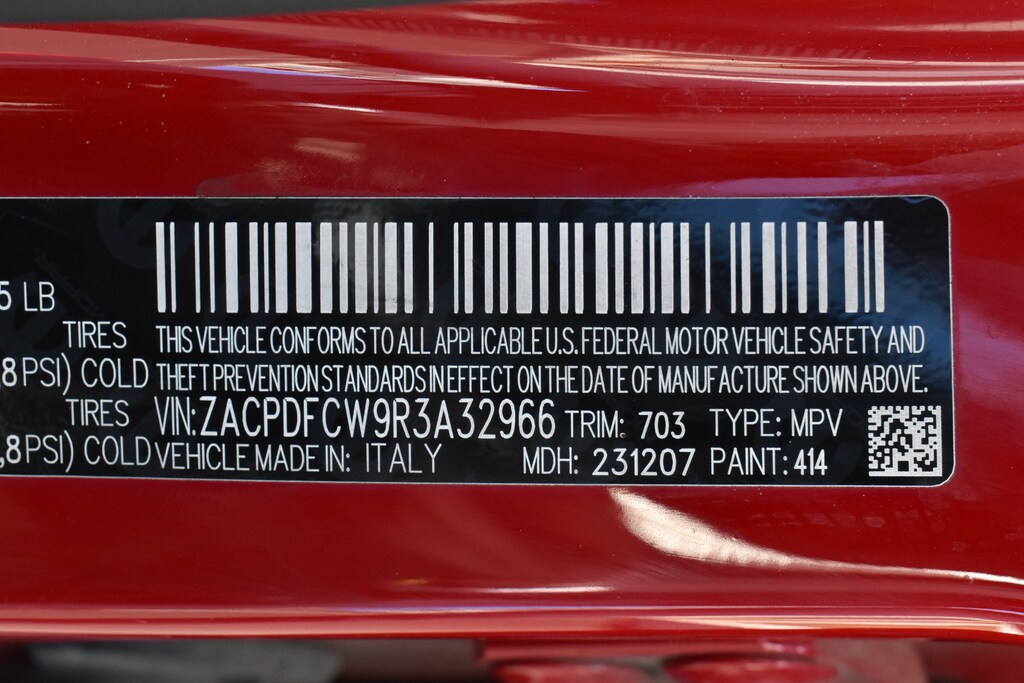 5 LB
TIRES THIS VEHICLE CONFORMS TO ALL APPLICABLE U.S. FEDERAL MOTOR VEHICLE SAFETY AND
,8 PSI) COLD THEFT PREVENTION STANDARDS IN EFFECT ON THE DATE OF MANUFACTURE SHOWN ABOVE.
TIRES VIN: ZACPDFCW9R3A32966 TRIM: 703 TYPE: MPV
,8 PSI) COLD VEHICLE MADE IN: ITALY MDH: 231207 PAINT: 414